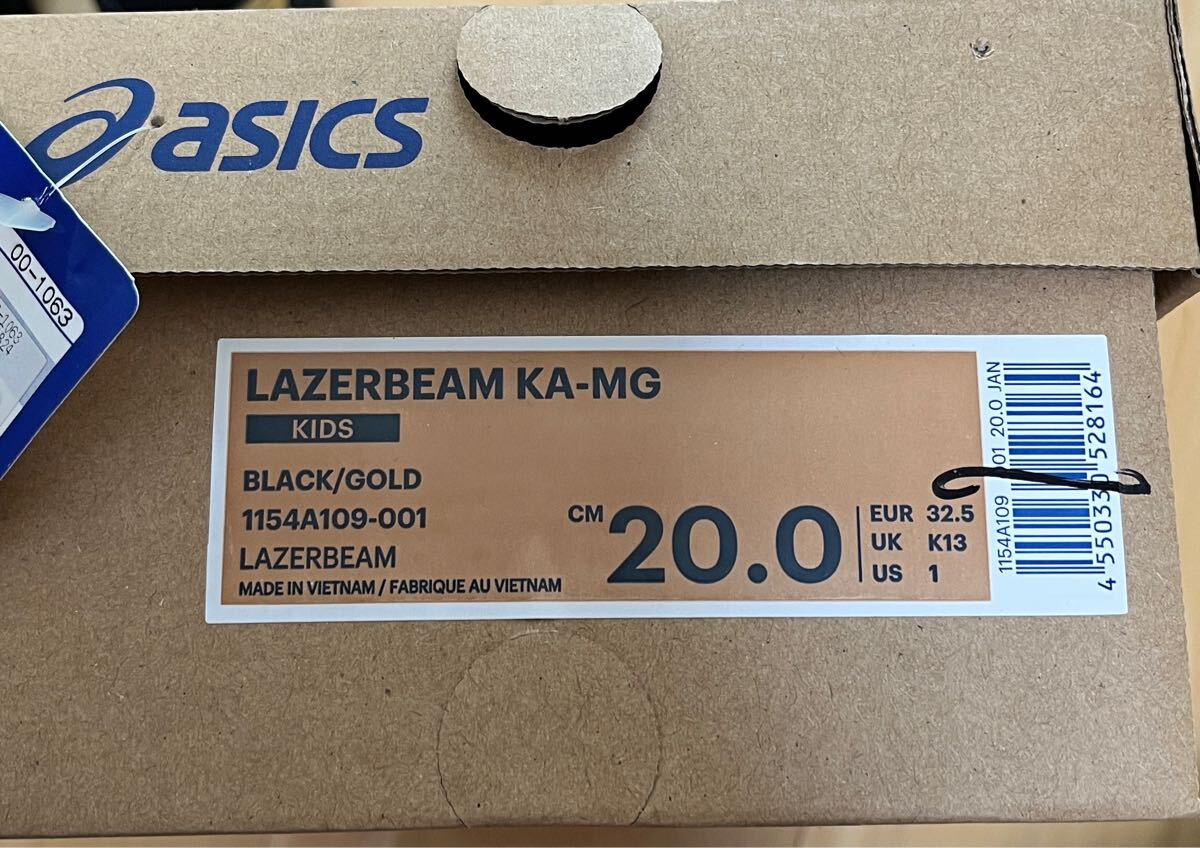 asics
00-1063
LAZERBEAM KA-MG
KIDS
BLACK/GOLD
1154A109-001
LAZERBEAM
MADE IN VIETNAM / FABRIQUE AU VIETNAM
CM 20.0
EUR 32.5
UK K13
US 1
1154A109 01 20.0 JAN
4 550330 528164